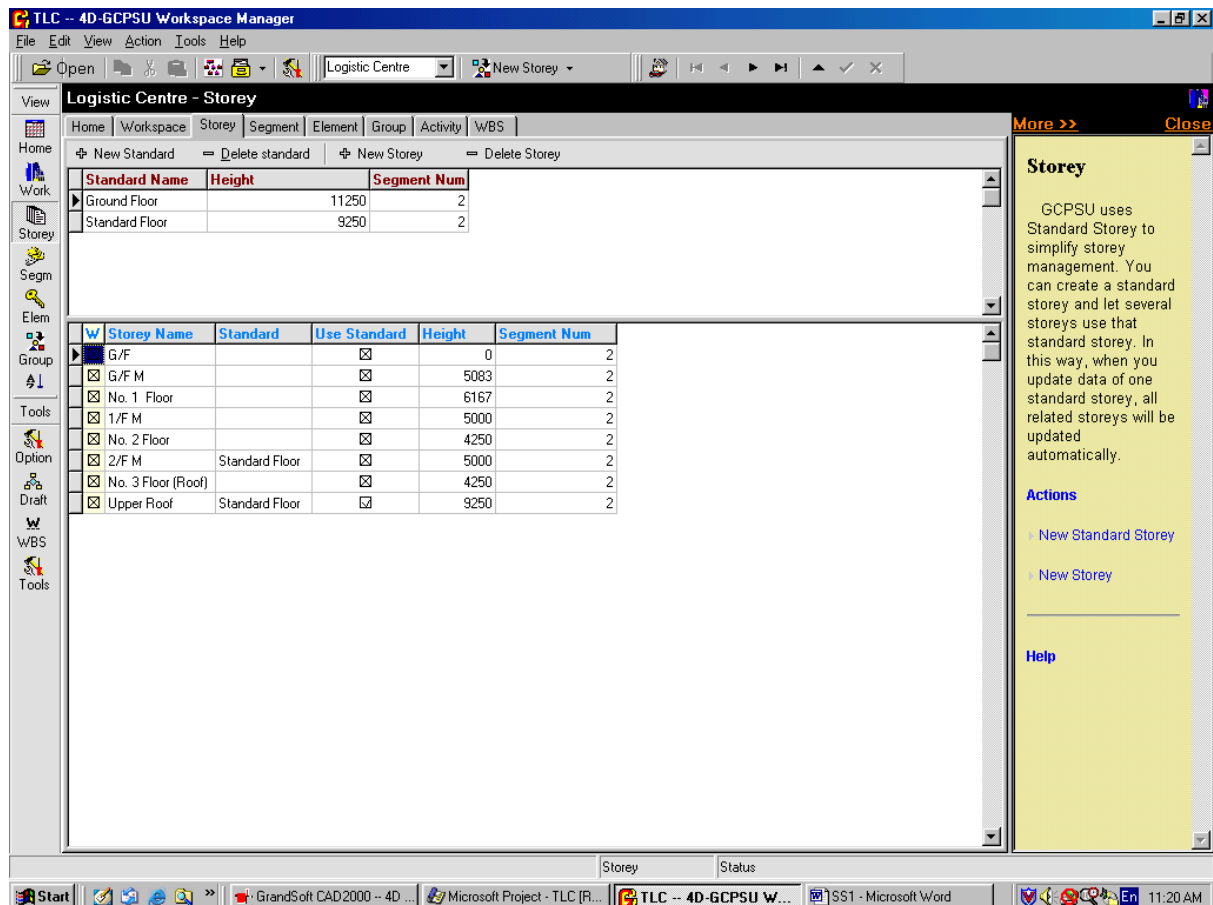 TLC -- 4D-GCPSU Workspace Manager
File Edit View Action Tools Help
Open Logistic Centre New Storey
View Logistic Centre - Storey
Home Workspace Storey Segment Element Group Activity WBS More >> Close
Home New Standard Delete standard New Storey Delete Storey
Work
Storey
Segm
Elem
Group
Tools
Option
Draft
WBS
Tools
Standard Name Height Segment Num
Ground Floor 11250 2
Standard Floor 9250 2
W Storey Name Standard Use Standard Height Segment Num
G/F 0 2
G/F M 5083 2
No. 1 Floor 6167 2
1/F M 5000 2
No. 2 Floor 4250 2
2/F M Standard Floor 5000 2
No. 3 Floor (Roof) 4250 2
Upper Roof Standard Floor 9250 2
Storey
GCPSU uses
Standard Storey to
simplify storey
management. You
can create a standard
storey and let several
storeys use that
standard storey. In
this way, when you
update data of one
standard storey, all
related storeys will be
updated
automatically.
Actions
New Standard Storey
New Storey
Help
Storey Status
Start » GrandSoft CAD2000 -- 4D ... Microsoft Project - TLC [R... TLC -- 4D-GCPSU W... SS1 - Microsoft Word En 11:20 AM